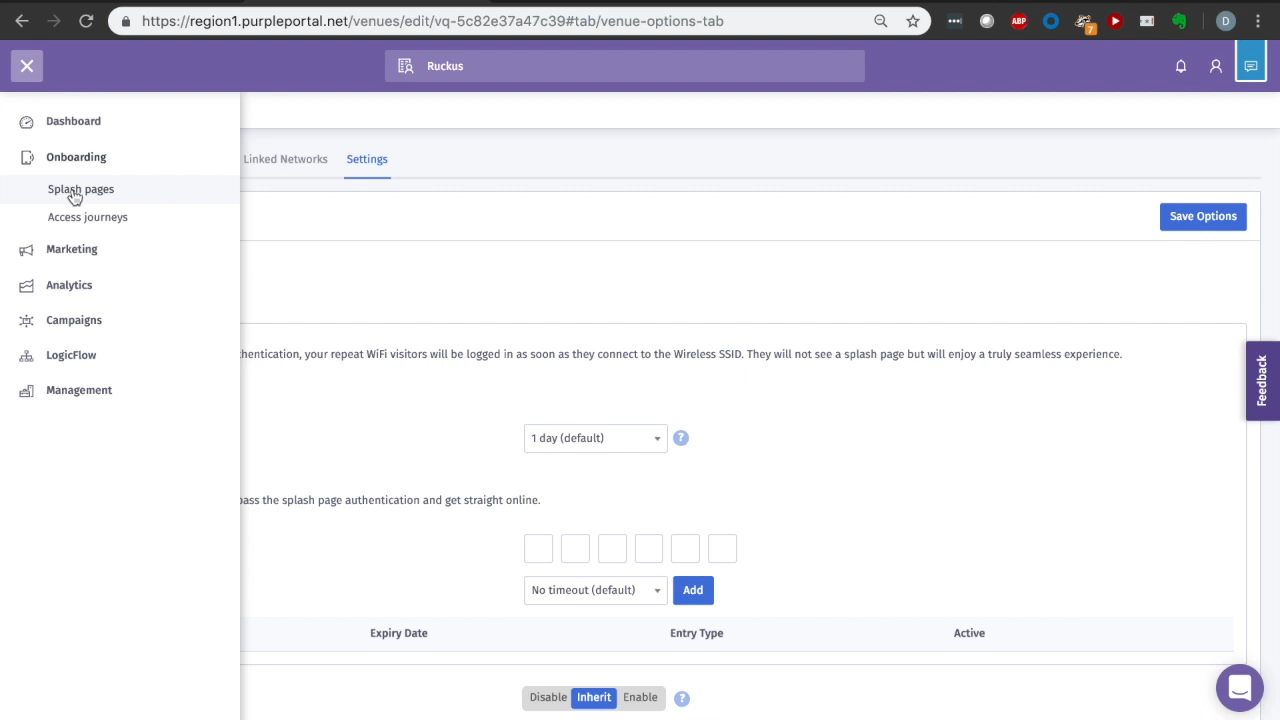 https://region1.purpleportal.net/venues/edit/vq-5c82e37a47c39#tab/venue-options-tab
ABP
7
D
Ruckus
Dashboard
Onboarding
Splash pages
Access journeys
Marketing
Analytics
Campaigns
LogicFlow
Management
Linked Networks
Settings
Save Options
hentication, your repeat WiFi visitors will be logged in as soon as they connect to the Wireless SSID. They will not see a splash page but will enjoy a truly seamless experience.
1 day (default)
?
pass the splash page authentication and get straight online.
No timeout (default)
Add
Expiry Date
Entry Type
Active
Disable
Inherit
Enable
?
Feedback